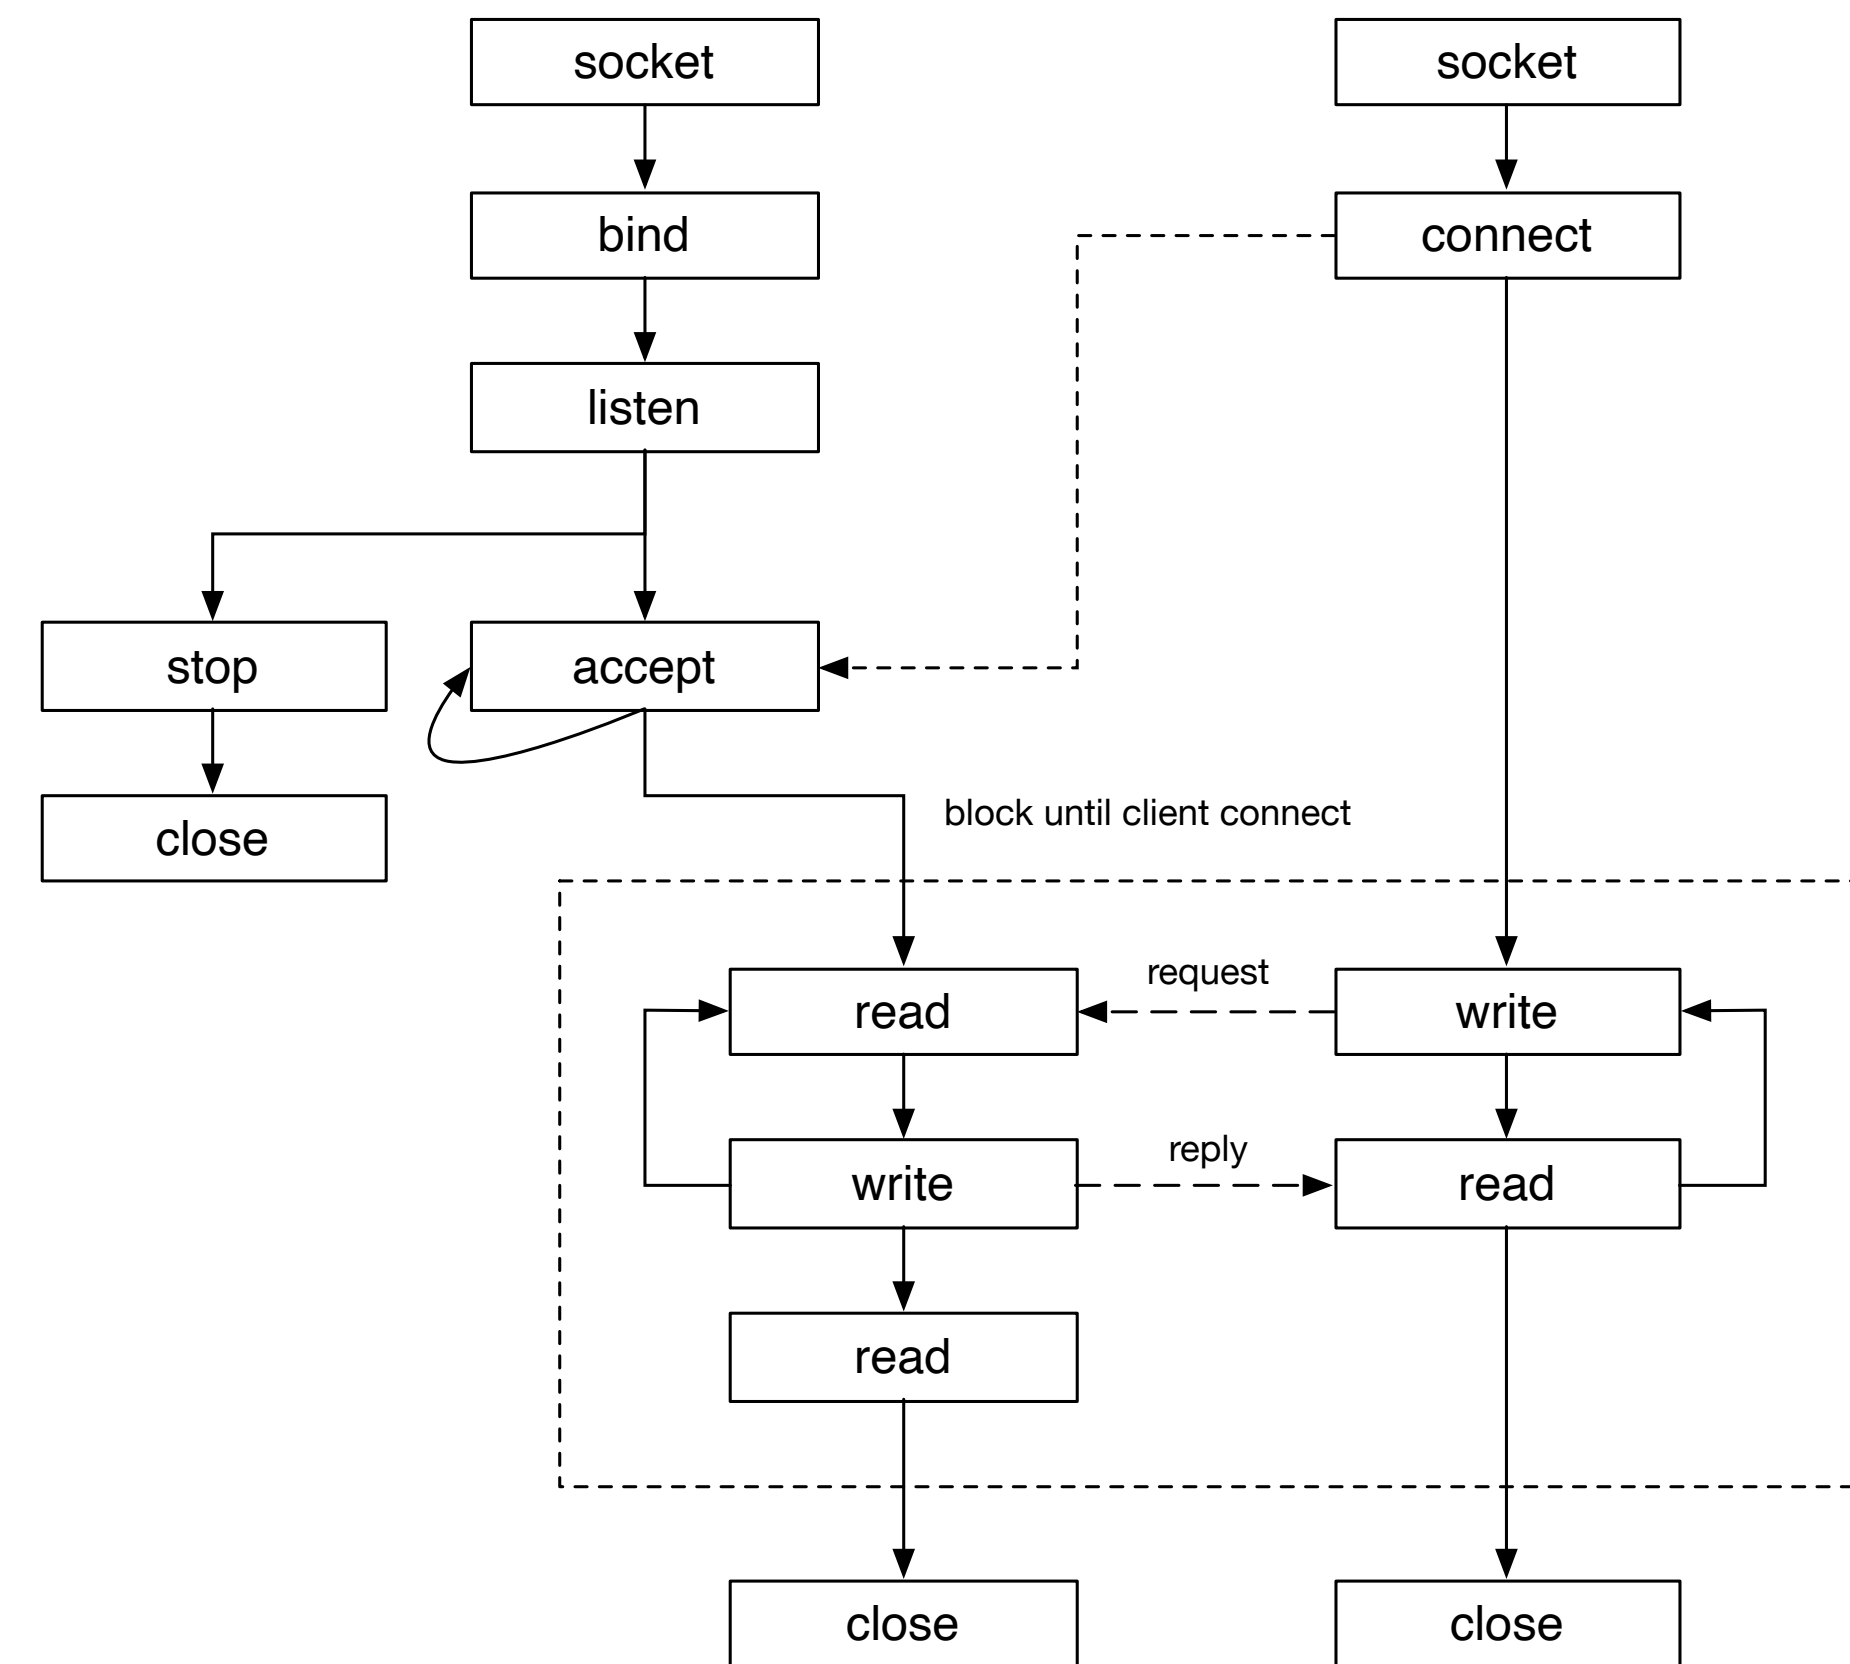 socket
socket
bind
connect
listen
stop
accept
block until client connect
close
request
read
write
reply
write
read
read
close
close